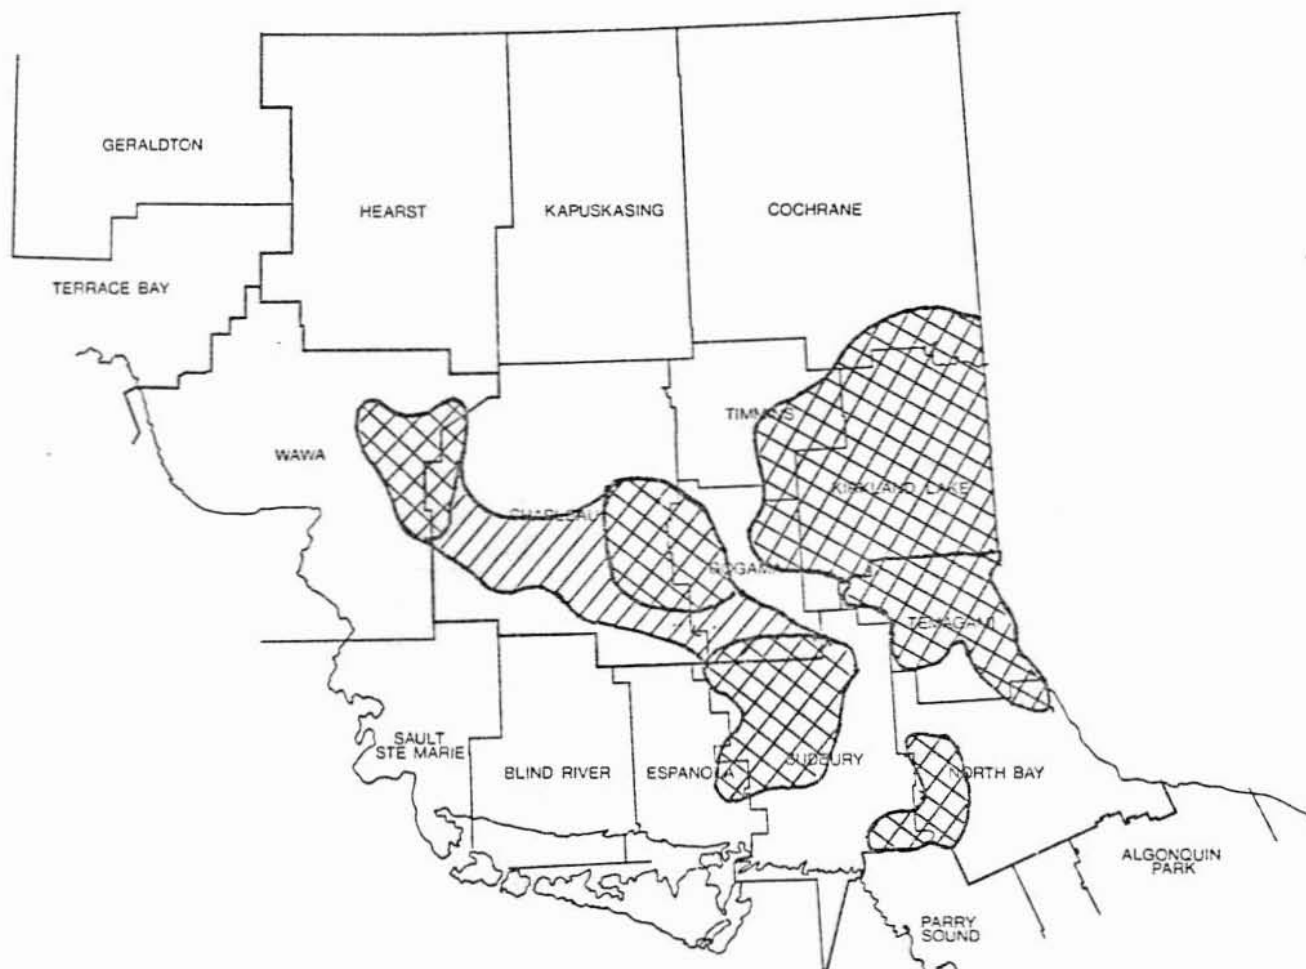 GERALDTON
HEARST
KAPUSKASING
COCHRANE
TERRACE BAY
TIMMINS
WAWA
KIRKLAND LAKE
CHAPLEAU
GOGAMA
TEMAGAMI
SAULT
STE MARIE
BLIND RIVER
ESPANOLA
SUDBURY
NORTH BAY
ALGONQUIN
PARK
PARRY
SOUND